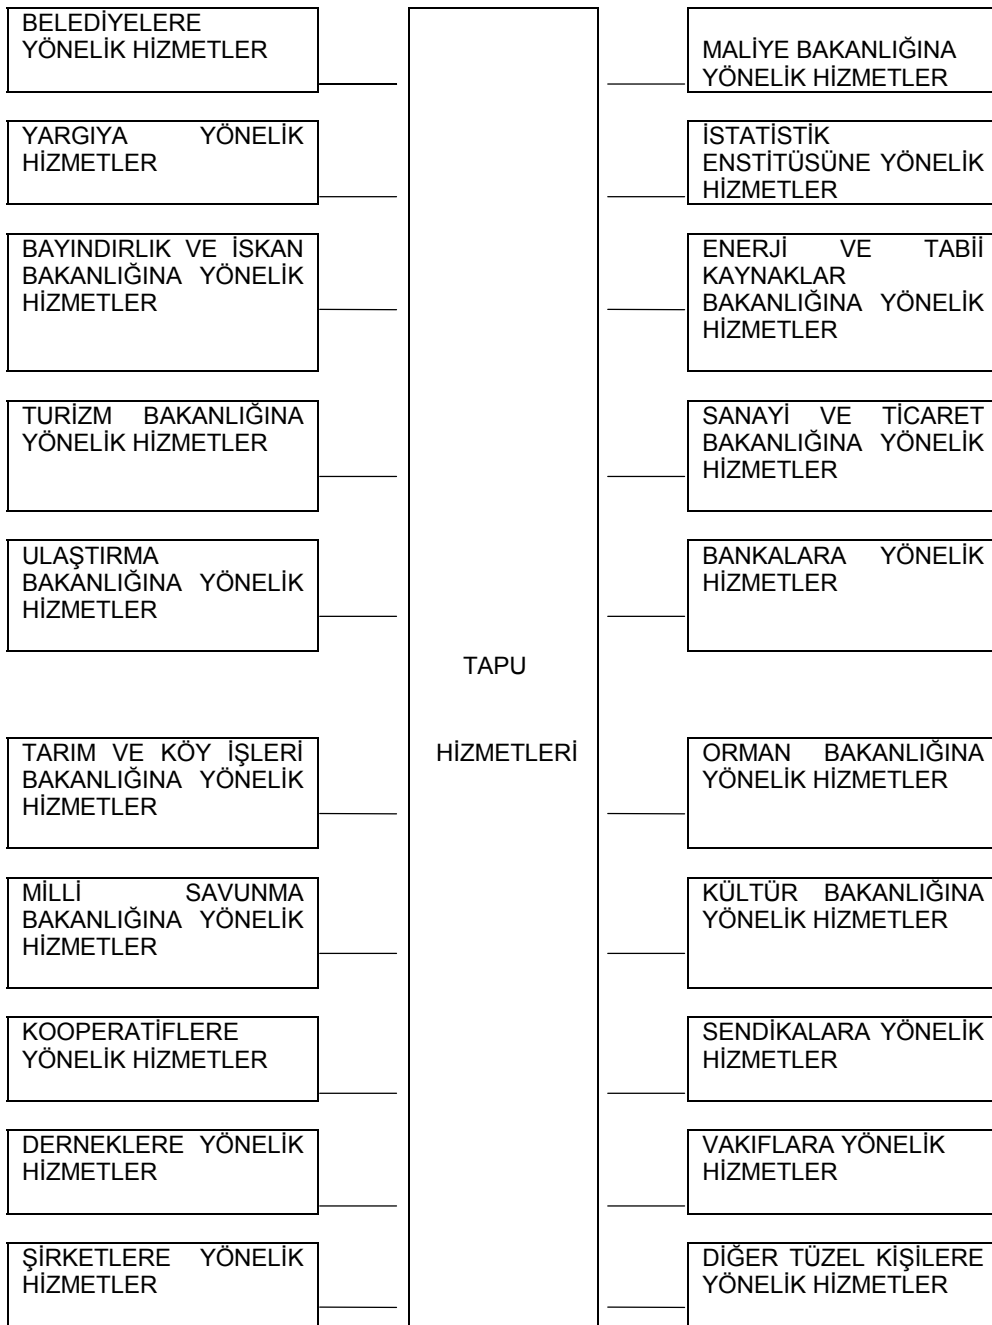 BELEDİYELERE
YÖNELİK HİZMETLER
MALİYE BAKANLIĞINA
YÖNELİK HİZMETLER
YARGIYA YÖNELİK
HİZMETLER
İSTATİSTİK
ENSTİTÜSÜNE YÖNELİK
HİZMETLER
BAYINDIRLIK VE İSKAN
BAKANLIĞINA YÖNELİK
HİZMETLER
ENERJİ VE TABİİ
KAYNAKLAR
BAKANLIĞINA YÖNELİK
HİZMETLER
TURİZM BAKANLIĞINA
YÖNELİK HİZMETLER
SANAYİ VE TİCARET
BAKANLIĞINA YÖNELİK
HİZMETLER
ULAŞTIRMA
BAKANLIĞINA YÖNELİK
HİZMETLER
BANKALARA YÖNELİK
HİZMETLER
TAPU
HİZMETLERİ
TARIM VE KÖY İŞLERİ
BAKANLIĞINA YÖNELİK
HİZMETLER
ORMAN BAKANLIĞINA
YÖNELİK HİZMETLER
MİLLİ SAVUNMA
BAKANLIĞINA YÖNELİK
HİZMETLER
KÜLTÜR BAKANLIĞINA
YÖNELİK HİZMETLER
KOOPERATİFLERE
YÖNELİK HİZMETLER
SENDİKALARA YÖNELİK
HİZMETLER
DERNEKLERE YÖNELİK
HİZMETLER
VAKIFLARA YÖNELİK
HİZMETLER
ŞİRKETLERE YÖNELİK
HİZMETLER
DİĞER TÜZEL KİŞİLERE
YÖNELİK HİZMETLER